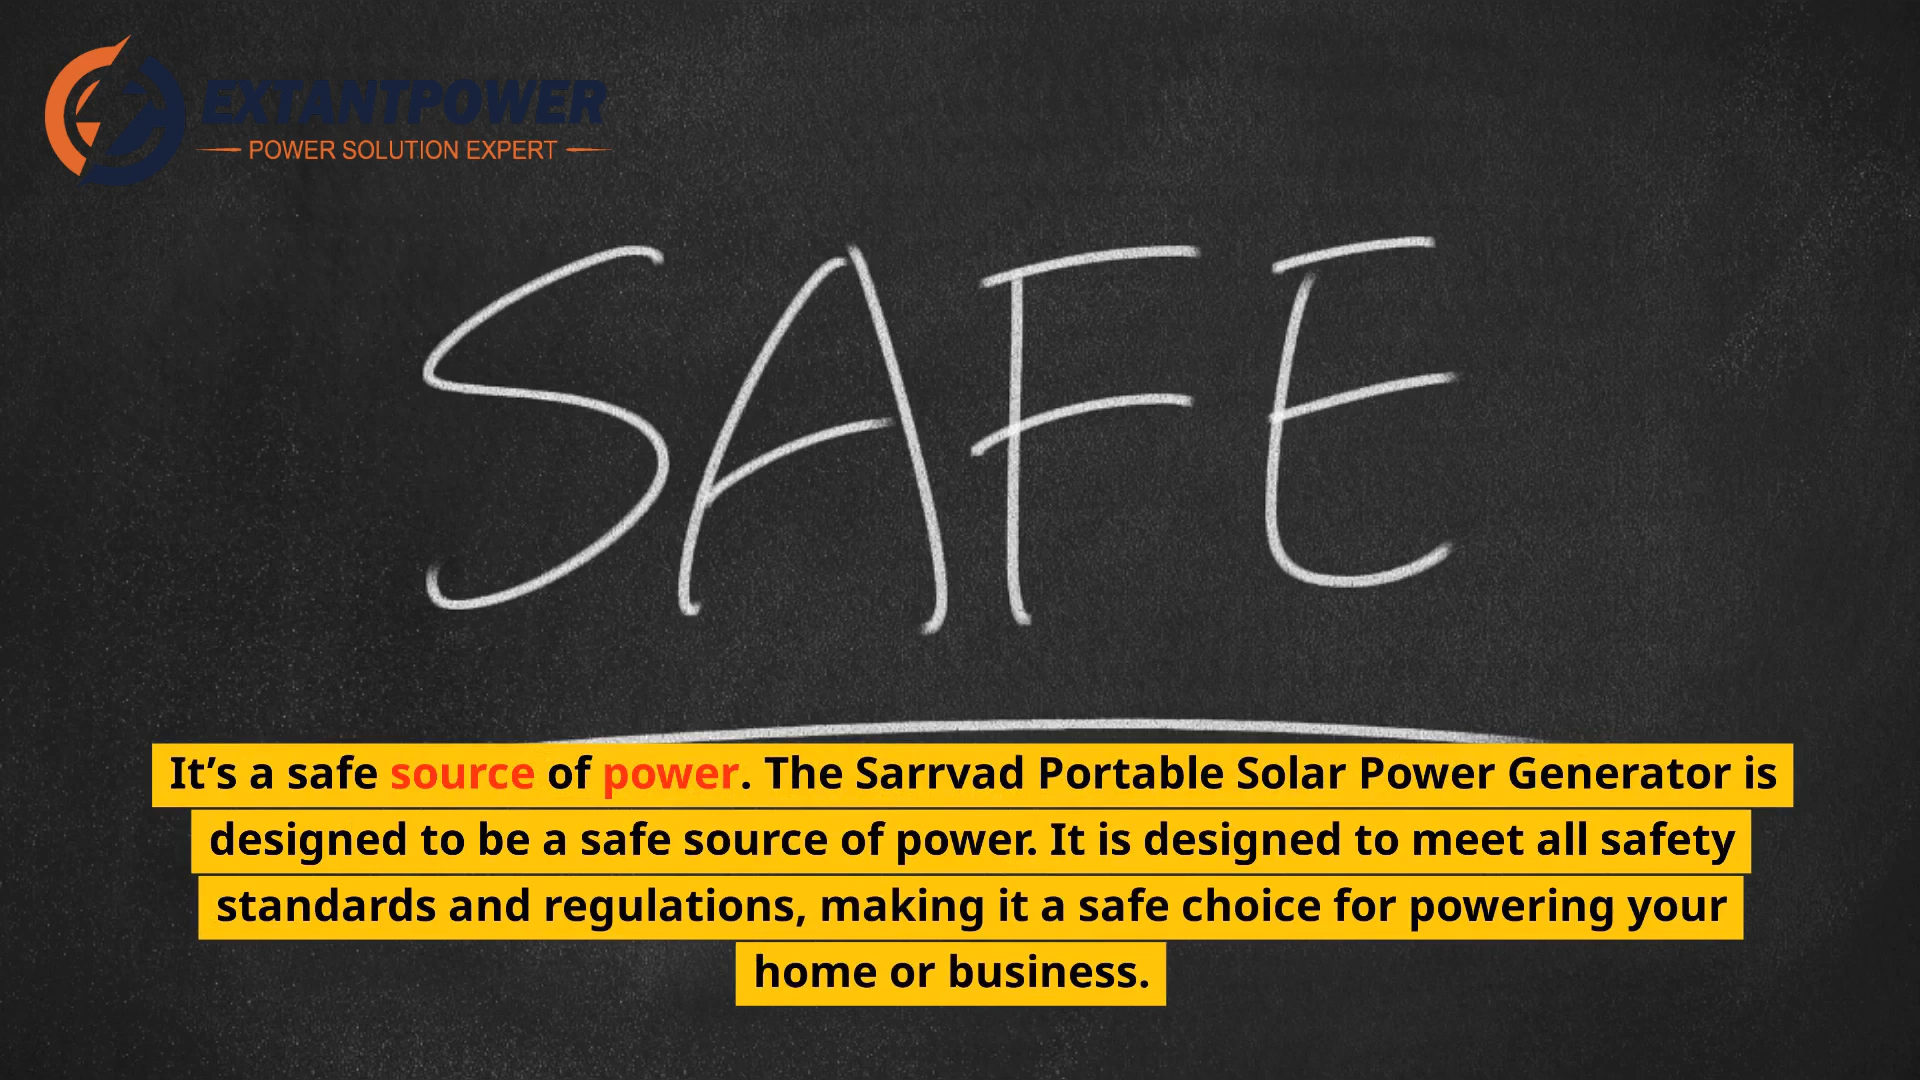 EXTANTPOWER
POWER SOLUTION EXPERT
SAFE
It’s a safe source of power. The Sarrvad Portable Solar Power Generator is
designed to be a safe source of power. It is designed to meet all safety
standards and regulations, making it a safe choice for powering your
home or business.